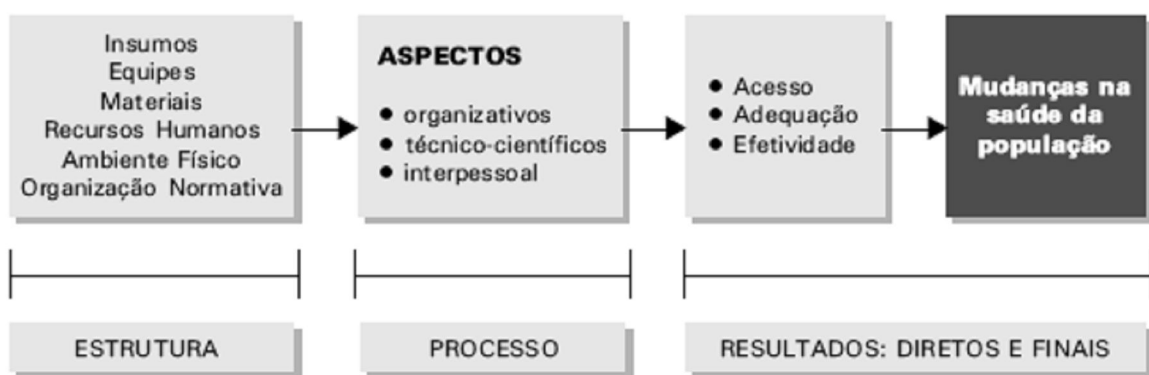 Insumos
Equipes
Materiais
Recursos Humanos
Ambiente Físico
Organização Normativa
ASPECTOS
• organizativos
• técnico-científicos
• interpessoal
• Acesso
• Adequação
• Efetividade
Mudanças na
saúde da
população
ESTRUTURA
PROCESSO
RESULTADOS: DIRETOS E FINAIS